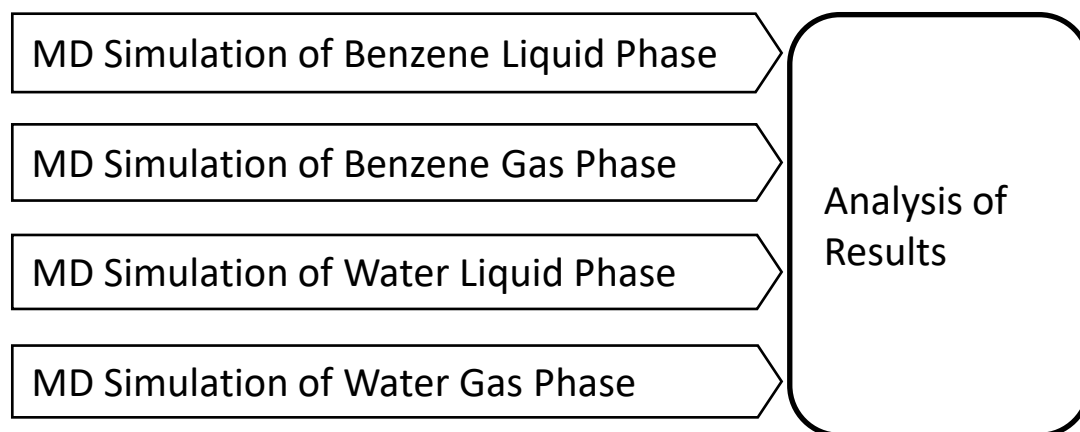 MD Simulation of Benzene Liquid Phase
MD Simulation of Benzene Gas Phase
MD Simulation of Water Liquid Phase
MD Simulation of Water Gas Phase
Analysis of
Results